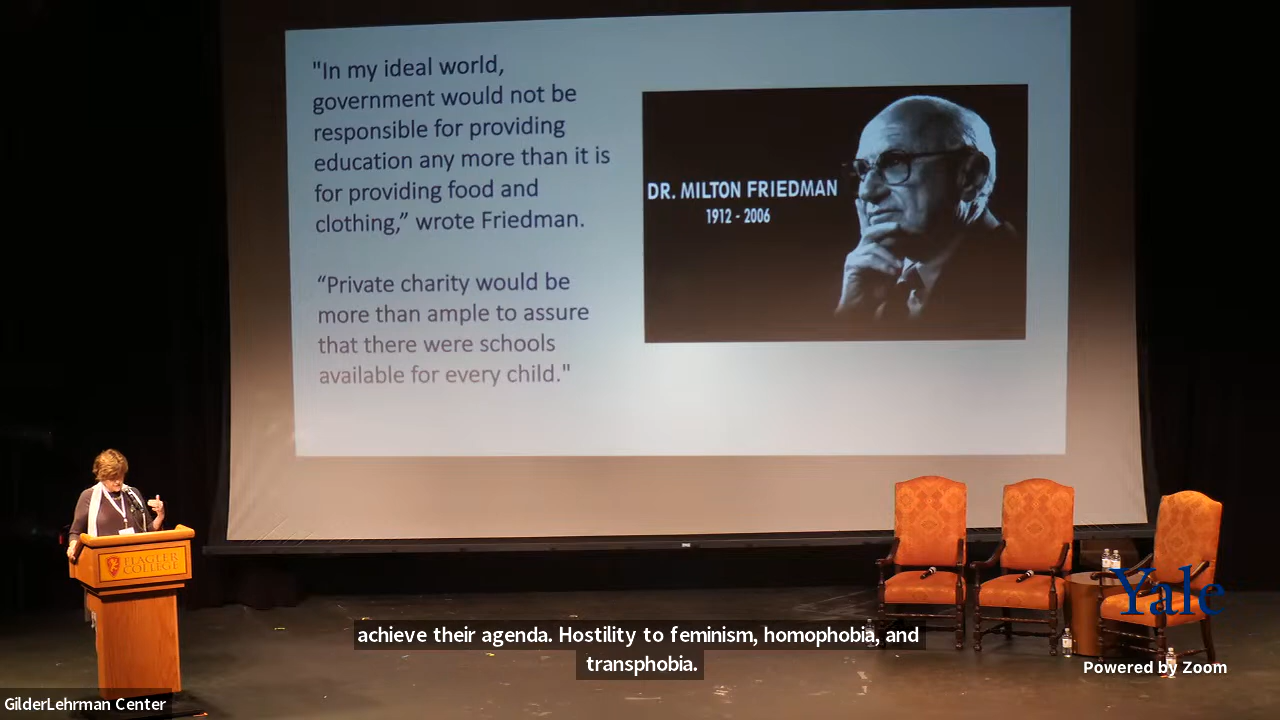 "In my ideal world,
government would not be
responsible for providing
education any more than it is
for providing food and
clothing,” wrote Friedman.
“Private charity would be
more than ample to assure
that there were schools
available for every child."
DR. MILTON FRIEDMAN
1912 - 2006
FLAGLER
COLLEGE
Yale
achieve their agenda. Hostility to feminism, homophobia, and
transphobia.
Powered by Zoom
GilderLehrman Center